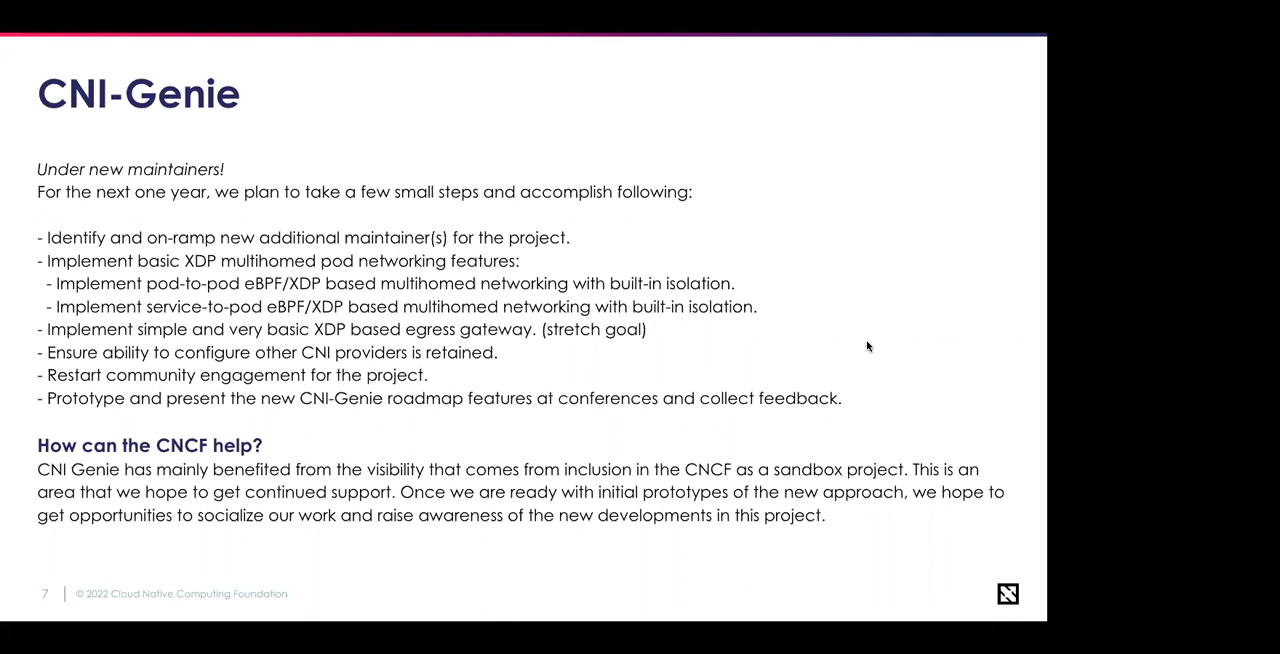 CNI-Genie
Under new maintainers!
For the next one year, we plan to take a few small steps and accomplish following:
- Identify and on-ramp new additional maintainer(s) for the project.
- Implement basic XDP multihomed pod networking features:
- Implement pod-to-pod eBPF/XDP based multihomed networking with built-in isolation.
- Implement service-to-pod eBPF/XDP based multihomed networking with built-in isolation.
- Implement simple and very basic XDP based egress gateway. (stretch goal)
- Ensure ability to configure other CNI providers is retained.
- Restart community engagement for the project.
- Prototype and present the new CNI-Genie roadmap features at conferences and collect feedback.
How can the CNCF help?
CNI Genie has mainly benefited from the visibility that comes from inclusion in the CNCF as a sandbox project. This is an
area that we hope to get continued support. Once we are ready with initial prototypes of the new approach, we hope to
get opportunities to socialize our work and raise awareness of the new developments in this project.
7 © 2022 Cloud Native Computing Foundation